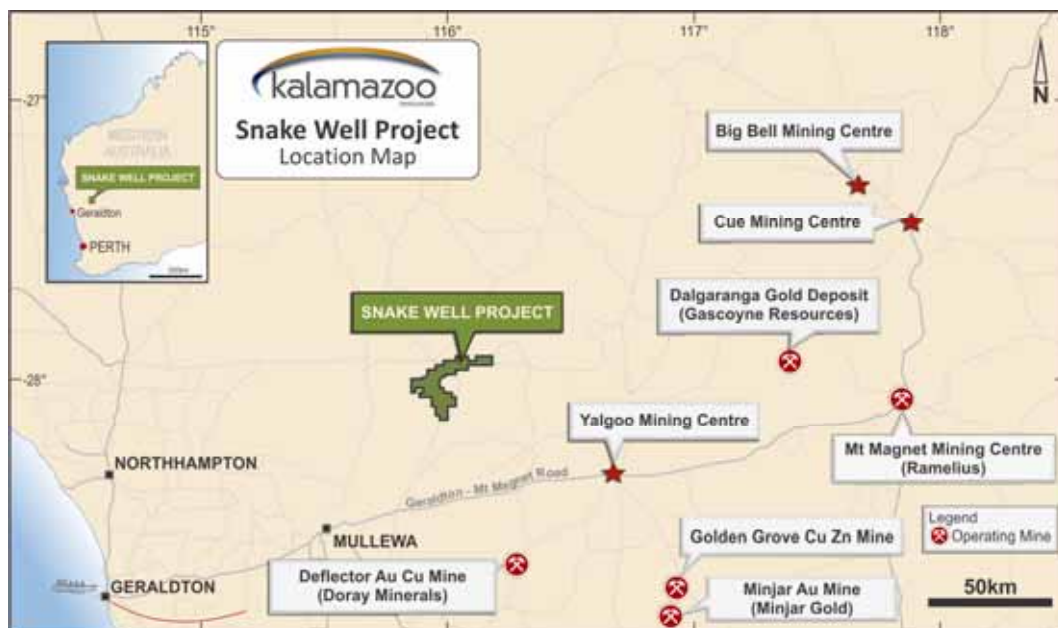 115°
116°
117°
118°
-27°
-28°
WESTERN
AUSTRALIA
SNAKE WELL PROJECT
Geraldton
PERTH
kalamazoo
Snake Well Project
Location Map
N
Big Bell Mining Centre
Cue Mining Centre
SNAKE WELL PROJECT
Dalgaranga Gold Deposit
(Gascoyne Resources)
Yalgoo Mining Centre
Mt Magnet Mining Centre
(Ramelius)
NORTHHAMPTON
Geraldton - Mt Magnet Road
MULLEWA
Golden Grove Cu Zn Mine
Legend
Operating Mine
Deflector Au Cu Mine
(Doray Minerals)
GERALDTON
Minjar Au Mine
(Minjar Gold)
50km